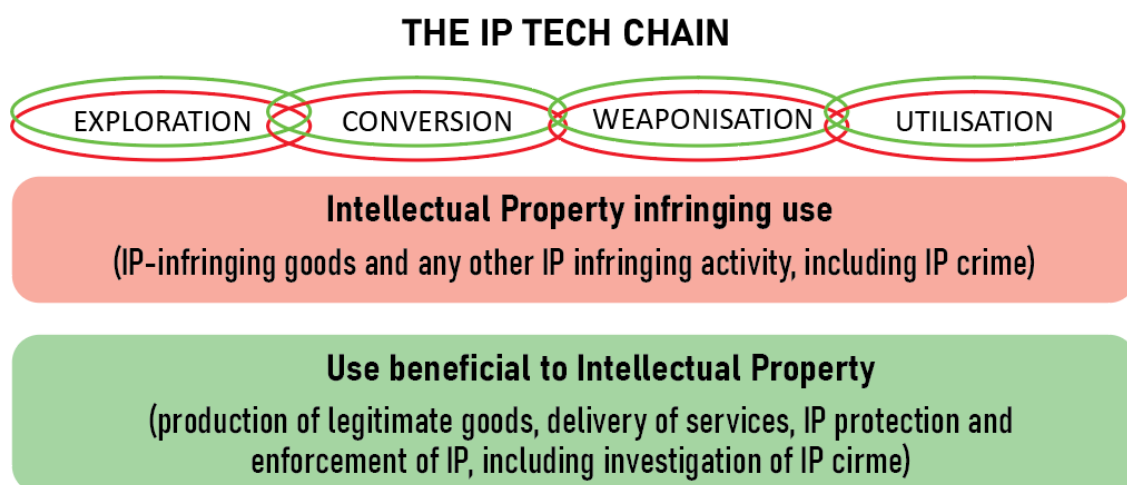 THE IP TECH CHAIN
EXPLORATION CONVERSION WEAPONISATION UTILISATION
Intellectual Property infringing use
(IP-infringing goods and any other IP infringing activity, including IP crime)
Use beneficial to Intellectual Property
(production of legitimate goods, delivery of services, IP protection and
enforcement of IP, including investigation of IP cirme)